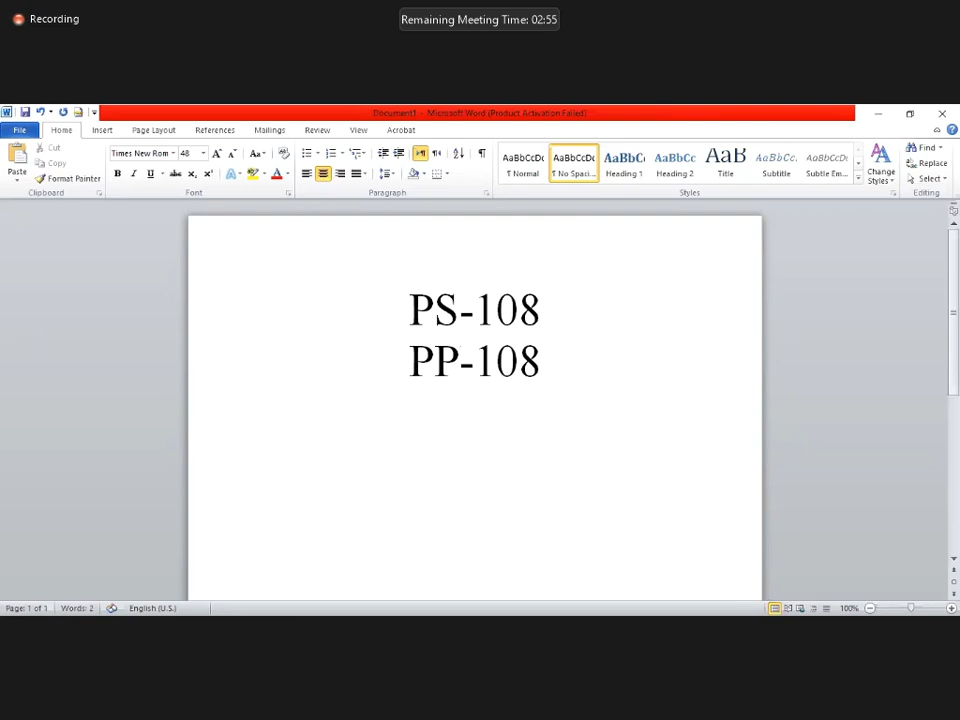 Recording
Remaining Meeting Time: 02:55
Document1 - Microsoft Word (Product Activation Failed)
File Home Insert Page Layout References Mailings Review View Acrobat
Paste
Cut
Copy
Format Painter
Clipboard
Times New Rom 48
Font
Paragraph
AaBbCcDc AaBbCcDc AaBbC AaBbCc AaB AaBbCc. AaBbCcDι
¶ Normal ¶ No Spaci... Heading 1 Heading 2 Title Subtitle Subtle Em...
Change
Styles
Styles
Find
Replace
Select
Editing
PS-108
PP-108
Page: 1 of 1 Words: 2 English (U.S.) 100%